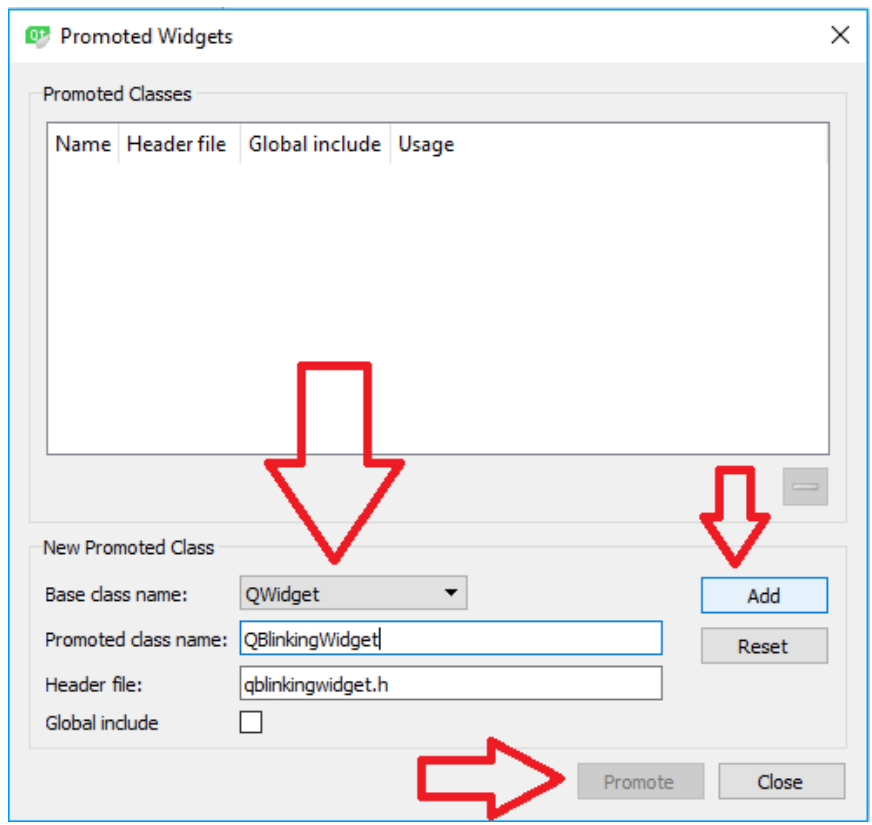 Promoted Widgets
Promoted Classes
Name Header file Global include Usage
New Promoted Class
Base class name: QWidget Add
Promoted class name: QBlinkingWidget Reset
Header file: qblinkingwidget.h
Global include
Promote Close